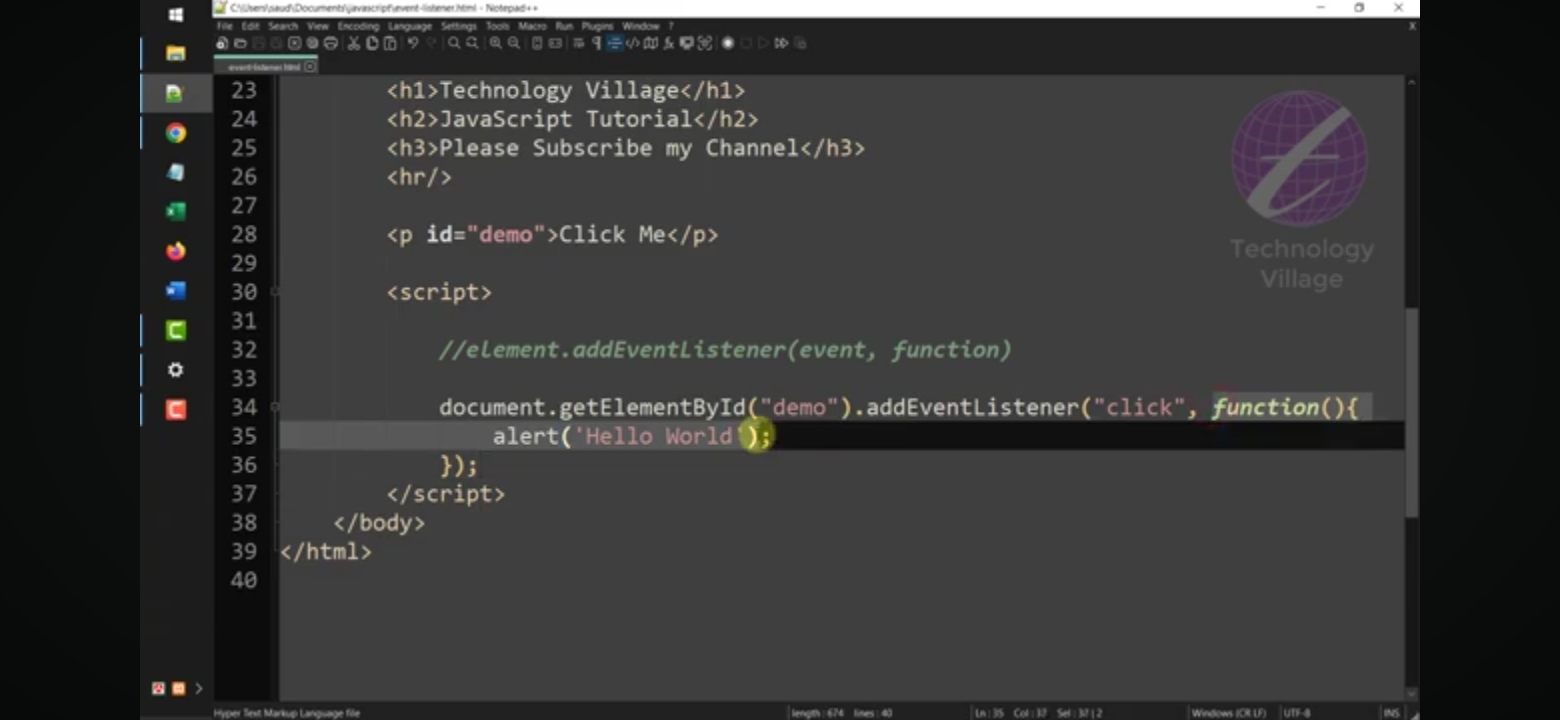 C:\Users\saud\Documents\javascript\event-listener.html - Notepad++
File Edit Search View Encoding Language Settings Tools Macro Run Plugins Window ?
X
event-listener.html
23 <h1>Technology Village</h1>
24 <h2>JavaScript Tutorial</h2>
25 <h3>Please Subscribe my Channel</h3>
26 <hr/>
27
28 <p id="demo">Click Me</p>
29
30 <script>
31
32 //element.addEventListener(event, function)
33
34 document.getElementById("demo").addEventListener("click", function(){
35 alert('Hello World');
36 });
37 </script>
38 </body>
39 </html>
40
Technology
Village
Hyper Text Markup Language file length : 674 lines : 40 Ln : 35 Col : 37 Sel : 37 | 2 Windows (CR LF) UTF-8 INS